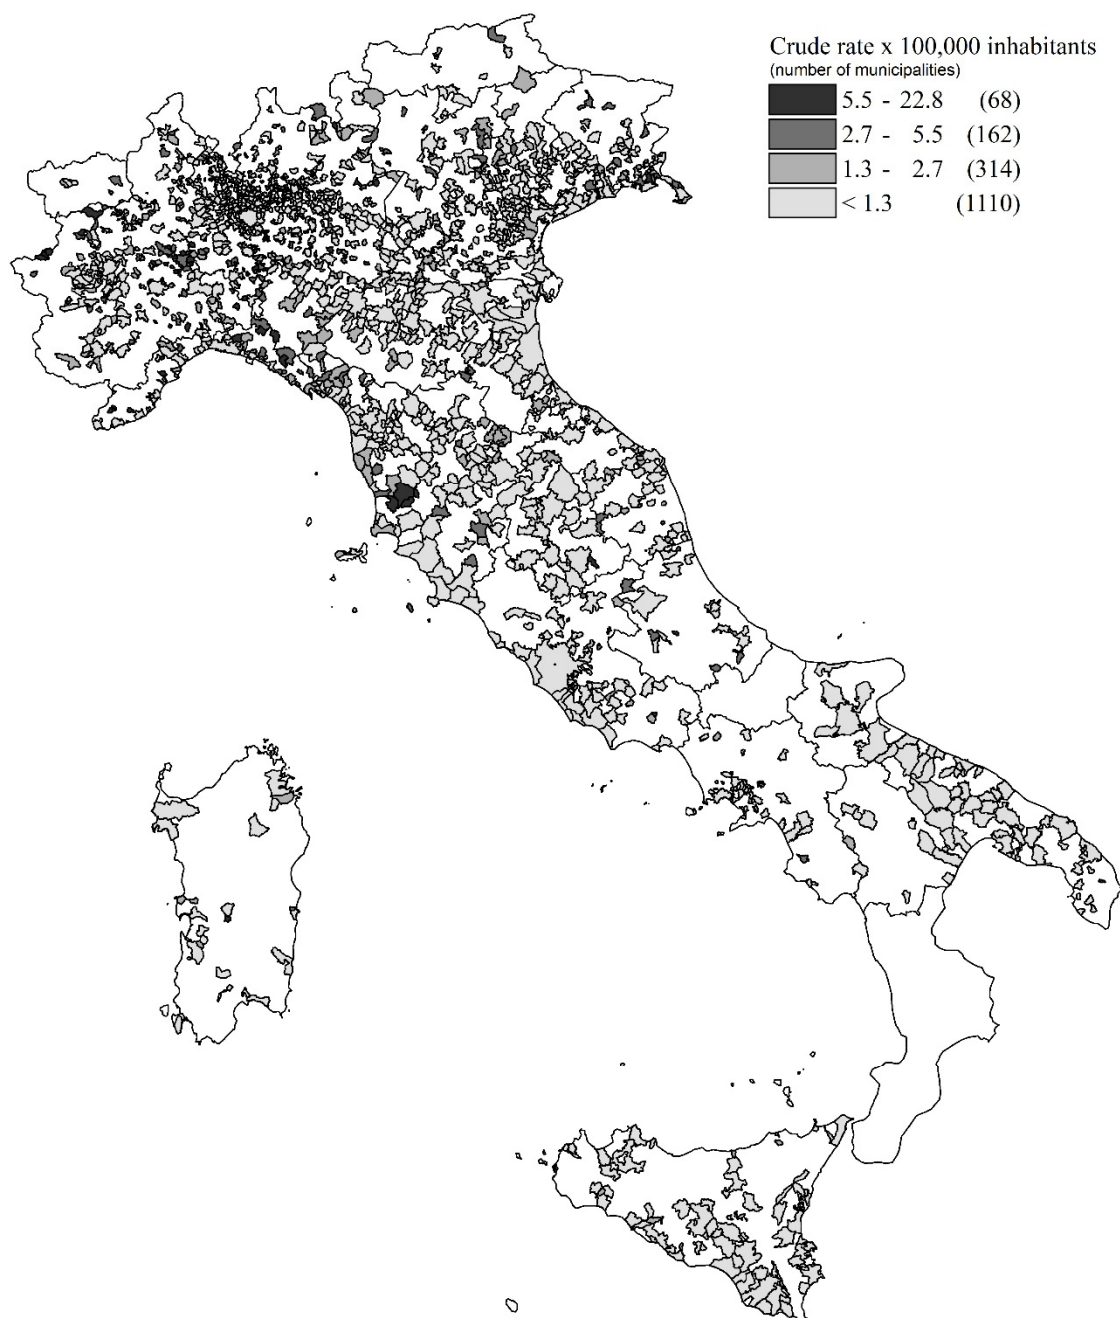 Crude rate x 100,000 inhabitants
(number of municipalities)
5.5 - 22.8 (68)
2.7 - 5.5 (162)
1.3 - 2.7 (314)
< 1.3 (1110)